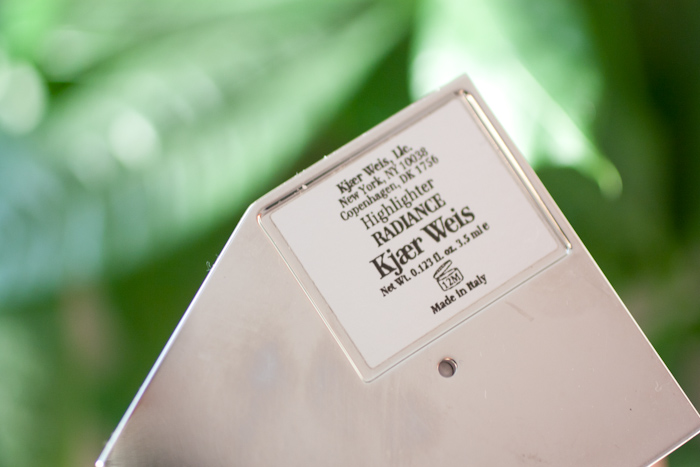 Kjær Weis, Llc.
New York, NY 10038
Copenhagen, DK 1756
Highlighter
RADIANCE
Kjær Weis
Net Wt. 0.123 fl. oz. 3.5 ml e
12M
Made in Italy